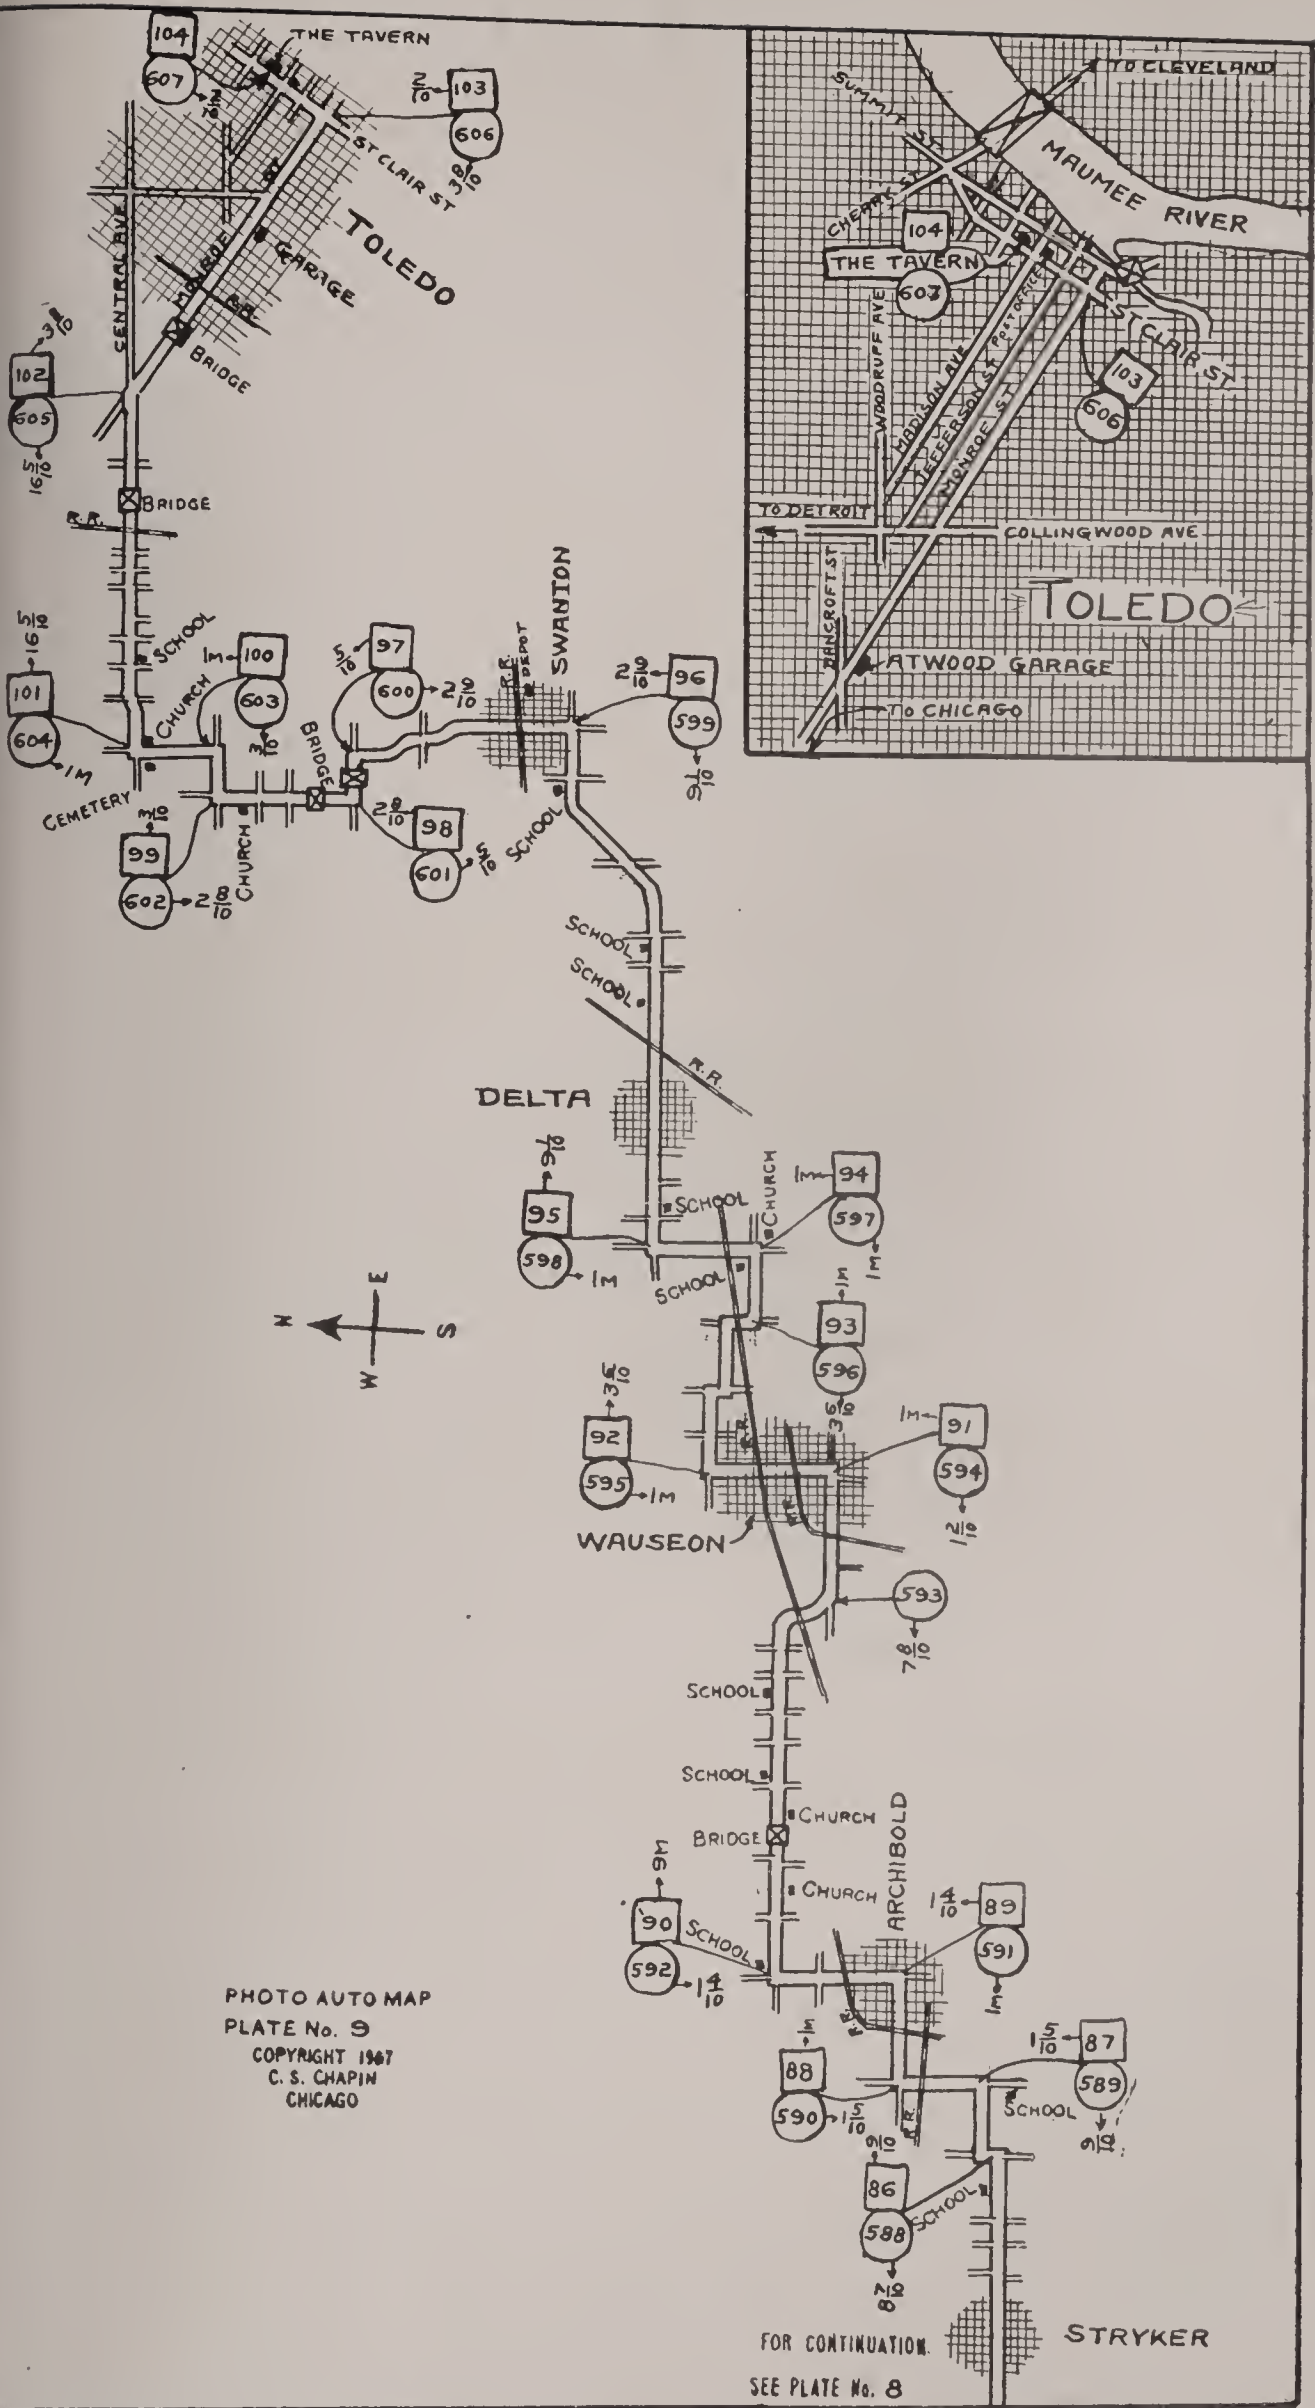 104
607
THE TAVERN
2/10
103
606
3 8/10
ST CLAIR ST
TOLEDO
GARAGE
CENTRAL AVE
MONROE ST
R.R.
BRIDGE
3 8/10
102
605
16 5/10
BRIDGE
R.R.
SCHOOL
16 5/10
101
604
1M
CHURCH
CEMETERY
1M
100
603
3/10
3/10
99
602
2 8/10
CHURCH
BRIDGE
5/10
97
600
2 9/10
2 8/10
98
601
5/10
R.R.
DEPOT
SWANTON
2 9/10
96
599
9 1/10
SCHOOL
SCHOOL
SCHOOL
R.R.
DELTA
9 1/10
95
598
1M
SCHOOL
CHURCH
1M
94
597
1M
SCHOOL
1M
93
596
3 6/10
N
E
S
W
3 6/10
92
595
1M
R.R.
R.R.
WAUSEON
1M
91
594
1 2/10
593
7 8/10
SCHOOL
SCHOOL
CHURCH
BRIDGE
CHURCH
ARCHIBOLD
9M
90
592
1 4/10
SCHOOL
1 4/10
89
591
1M
R.R.
1M
88
590
1 5/10
R.R.
1 5/10
87
589
9/10
SCHOOL
9/10
86
588
8 7/10
SCHOOL
STRYKER
FOR CONTINUATION.
SEE PLATE No. 8
PHOTO AUTO MAP
PLATE No. 9
COPYRIGHT 1907
C. S. CHAPIN
CHICAGO
TO CLEVELAND
SUMMIT ST.
MAUMEE RIVER
CHERRY ST
104
THE TAVERN
607
WOODRUFF AVE
MADISON AVE
JEFFERSON ST
POST OFFICE
MONROE ST
ST CLAIR ST.
103
606
TO DETROIT
COLLINGWOOD AVE
BANCROFT ST
TOLEDO
ATWOOD GARAGE
TO CHICAGO